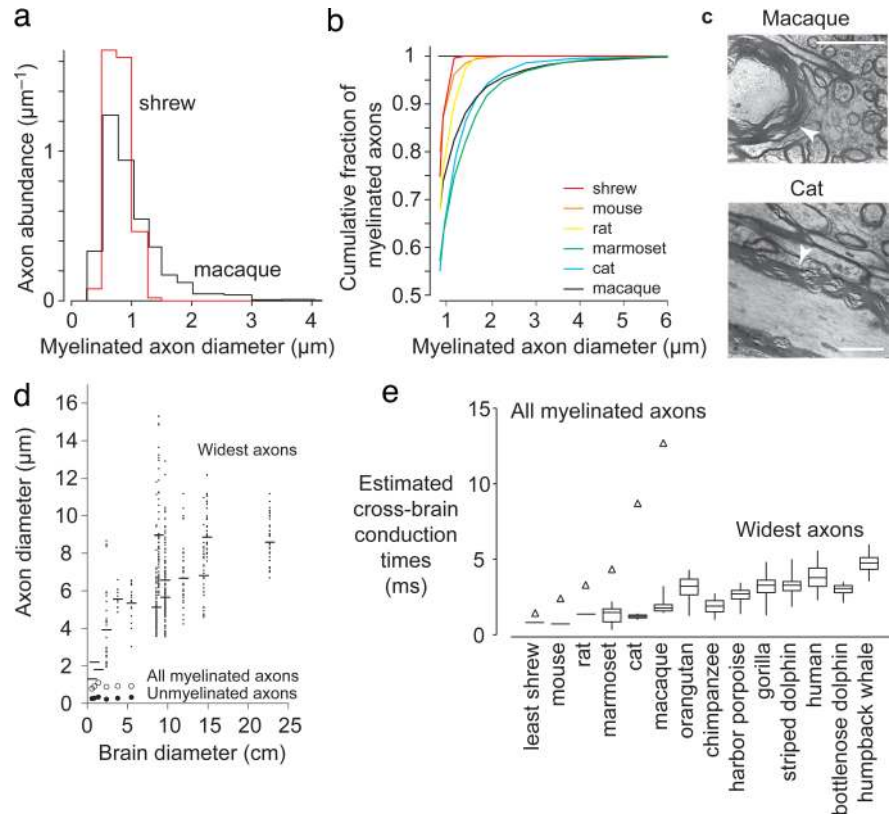 a
Axon abundance (µm⁻¹)
1
0
shrew
macaque
0 1 2 3 4
Myelinated axon diameter (µm)
b
Cumulative fraction of
myelinated axons
1
0.9
0.8
0.7
0.6
0.5
shrew
mouse
rat
marmoset
cat
macaque
1 2 3 4 5 6
Myelinated axon diameter (µm)
c
Macaque
Cat
d
Axon diameter (µm)
16
14
12
10
8
6
4
2
0
Widest axons
All myelinated axons
Unmyelinated axons
0 5 10 15 20 25
Brain diameter (cm)
e
Estimated
cross-brain
conduction
times
(ms)
15
10
5
0
All myelinated axons
Widest axons
least shrew
mouse
rat
marmoset
cat
macaque
orangutan
chimpanzee
harbor porpoise
gorilla
striped dolphin
human
bottlenose dolphin
humpback whale